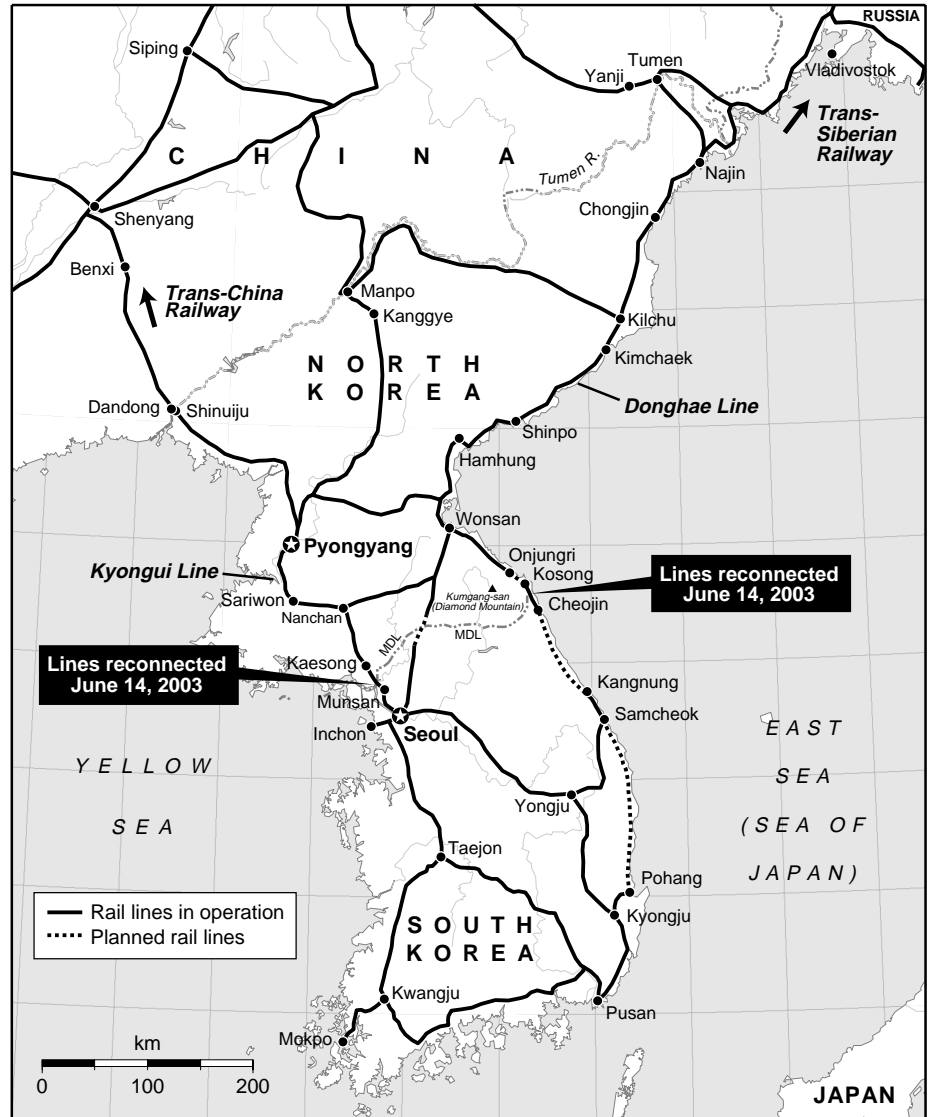 RUSSIA
Siping
Tumen
Yanji
Vladivostok
Trans-
Siberian
Railway
C H I N A
Tumen R.
Najin
Chongjin
Shenyang
Benxi
Trans-China
Railway
Manpo
Kanggye
Kilchu
Kimchaek
N O R T H
K O R E A
Donghae Line
Dandong
Shinuiju
Shinpo
Hamhung
Wonsan
Pyongyang
Onjungri
Kosong
Lines reconnected
June 14, 2003
Kyongui Line
Kumgang-san
(Diamond Mountain)
Cheojin
Sariwon
Nanchan
MDL
MDL
Kaesong
Lines reconnected
June 14, 2003
Munsan
Kangnung
Samcheok
Inchon
Seoul
E A S T
S E A
( S E A O F
J A P A N )
Y E L L O W
S E A
Yongju
Taejon
Pohang
Kyongju
Rail lines in operation
Planned rail lines
S O U T H
K O R E A
Kwangju
Pusan
Mokpo
km
0 100 200
JAPAN